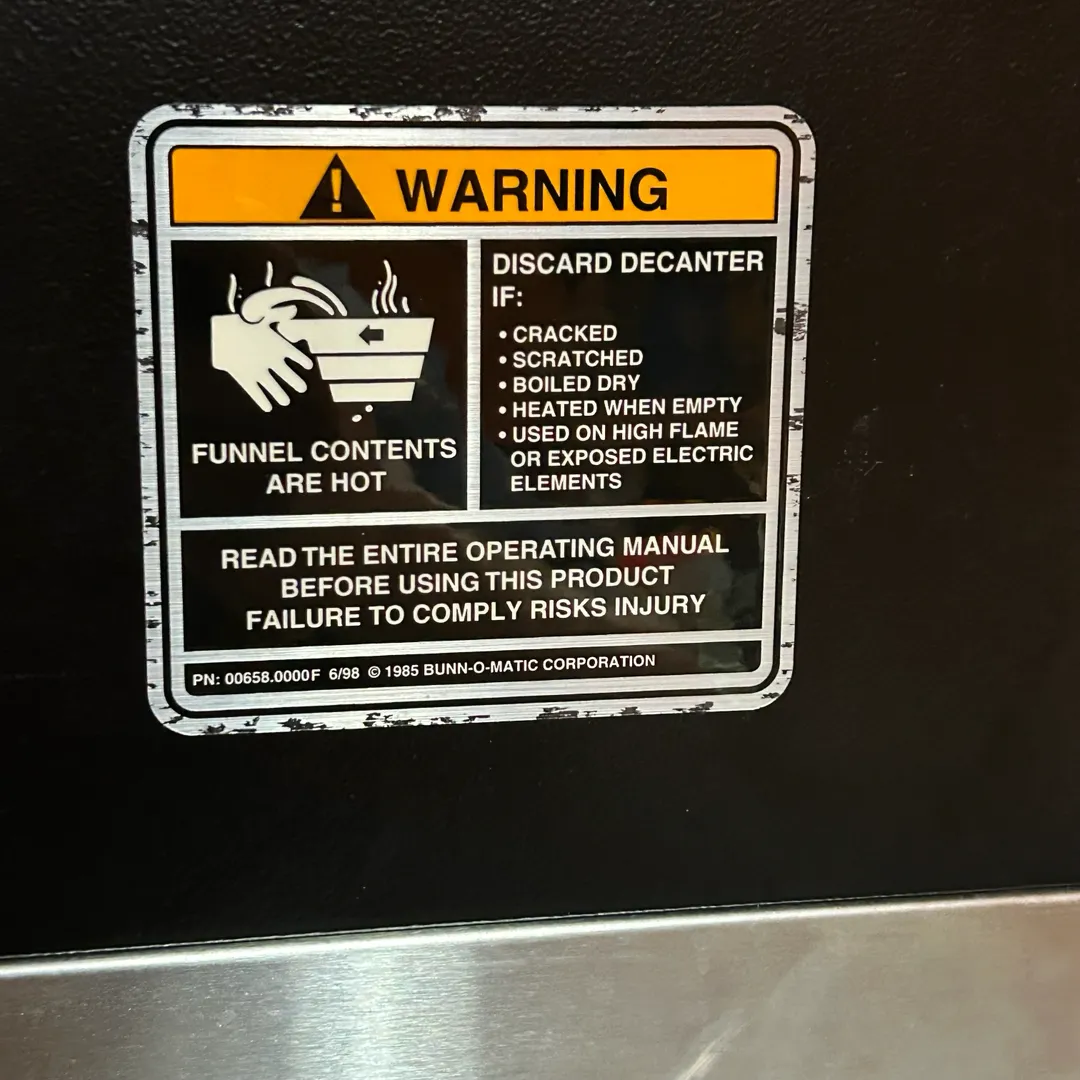 WARNING
FUNNEL CONTENTS
ARE HOT
DISCARD DECANTER
IF:
• CRACKED
• SCRATCHED
• BOILED DRY
• HEATED WHEN EMPTY
• USED ON HIGH FLAME
OR EXPOSED ELECTRIC
ELEMENTS
READ THE ENTIRE OPERATING MANUAL
BEFORE USING THIS PRODUCT
FAILURE TO COMPLY RISKS INJURY
PN: 00658.0000F 6/98 © 1985 BUNN-O-MATIC CORPORATION